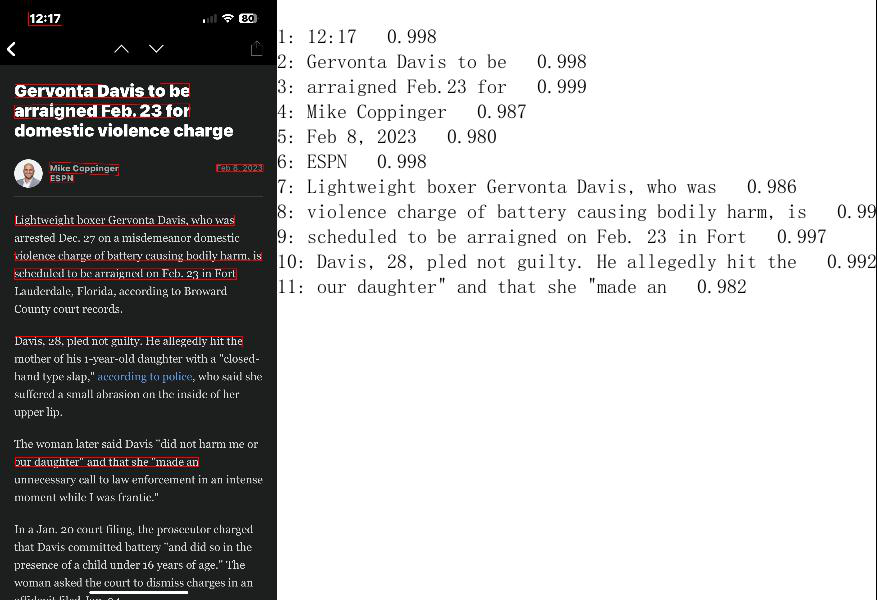 12:17
80
Gervonta Davis to be
arraigned Feb. 23 for
domestic violence charge
Mike Coppinger
ESPN
Feb 8, 2023
Lightweight boxer Gervonta Davis, who was
arrested Dec. 27 on a misdemeanor domestic
violence charge of battery causing bodily harm, is
scheduled to be arraigned on Feb. 23 in Fort
Lauderdale, Florida, according to Broward
County court records.
Davis, 28, pled not guilty. He allegedly hit the
mother of his 1-year-old daughter with a "closed-
hand type slap," according to police, who said she
suffered a small abrasion on the inside of her
upper lip.
The woman later said Davis "did not harm me or
our daughter" and that she "made an
unnecessary call to law enforcement in an intense
moment while I was frantic."
In a Jan. 20 court filing, the prosecutor charged
that Davis committed battery "and did so in the
presence of a child under 16 years of age." The
woman asked the court to dismiss charges in an
1: 12:17 0.998
2: Gervonta Davis to be 0.998
3: arraigned Feb.23 for 0.999
4: Mike Coppinger 0.987
5: Feb 8, 2023 0.980
6: ESPN 0.998
7: Lightweight boxer Gervonta Davis, who was 0.986
8: violence charge of battery causing bodily harm, is 0.99
9: scheduled to be arraigned on Feb. 23 in Fort 0.997
10: Davis, 28, pled not guilty. He allegedly hit the 0.992
11: our daughter" and that she "made an 0.982